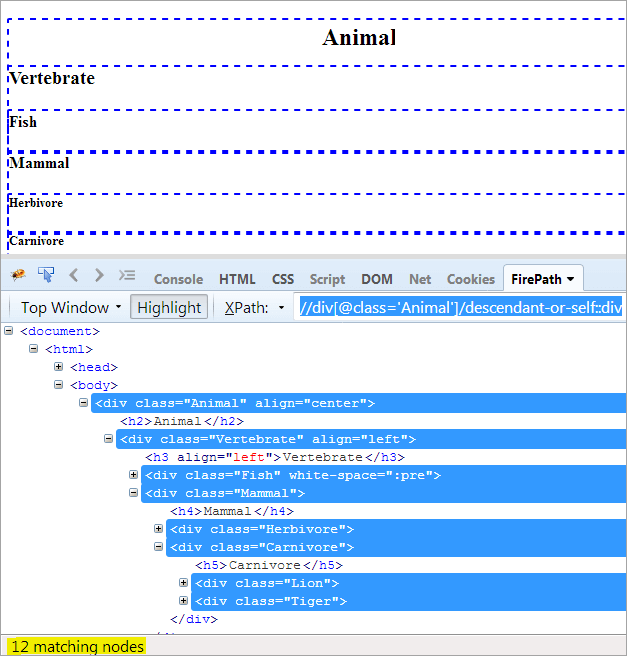 Animal
Vertebrate
Fish
Mammal
Herbivore
Carnivore
Console HTML CSS Script DOM Net Cookies FirePath
Top Window Highlight XPath: //div[@class='Animal']/descendant-or-self::div
<document>
<html>
<head>
<body>
<div class="Animal" align="center">
<h2>Animal</h2>
<div class="Vertebrate" align="left">
<h3 align="left">Vertebrate</h3>
<div class="Fish" white-space=":pre">
<div class="Mammal">
<h4>Mammal</h4>
<div class="Herbivore">
<div class="Carnivore">
<h5>Carnivore</h5>
<div class="Lion">
<div class="Tiger">
</div>
12 matching nodes